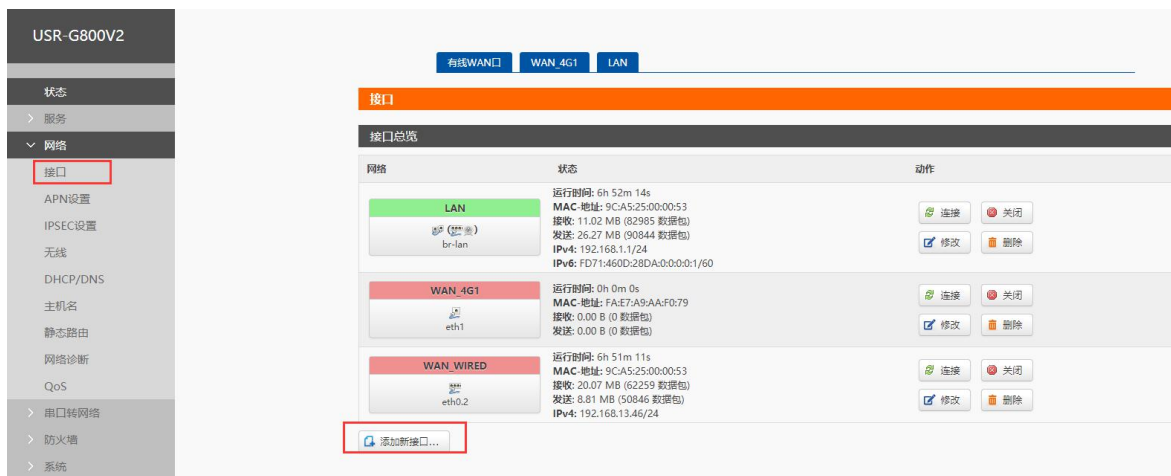 USR-G800V2
有线WAN口 WAN_4G1 LAN
状态
服务
网络
接口
APN设置
IPSEC设置
无线
DHCP/DNS
主机名
静态路由
网络诊断
QoS
串口转网络
防火墙
系统
接口
接口总览
网络 状态 动作
LAN
br-lan
运行时间: 6h 52m 14s
MAC-地址: 9C:A5:25:00:00:53
接收: 11.02 MB (82985 数据包)
发送: 26.27 MB (90844 数据包)
IPv4: 192.168.1.1/24
IPv6: FD71:460D:28DA:0:0:0:0:1/60
连接 关闭
修改 删除
WAN_4G1
eth1
运行时间: 0h 0m 0s
MAC-地址: FA:E7:A9:AA:F0:79
接收: 0.00 B (0 数据包)
发送: 0.00 B (0 数据包)
连接 关闭
修改 删除
WAN_WIRED
eth0.2
运行时间: 6h 51m 11s
MAC-地址: 9C:A5:25:00:00:53
接收: 20.07 MB (62259 数据包)
发送: 8.81 MB (50846 数据包)
IPv4: 192.168.13.46/24
连接 关闭
修改 删除
添加新接口...